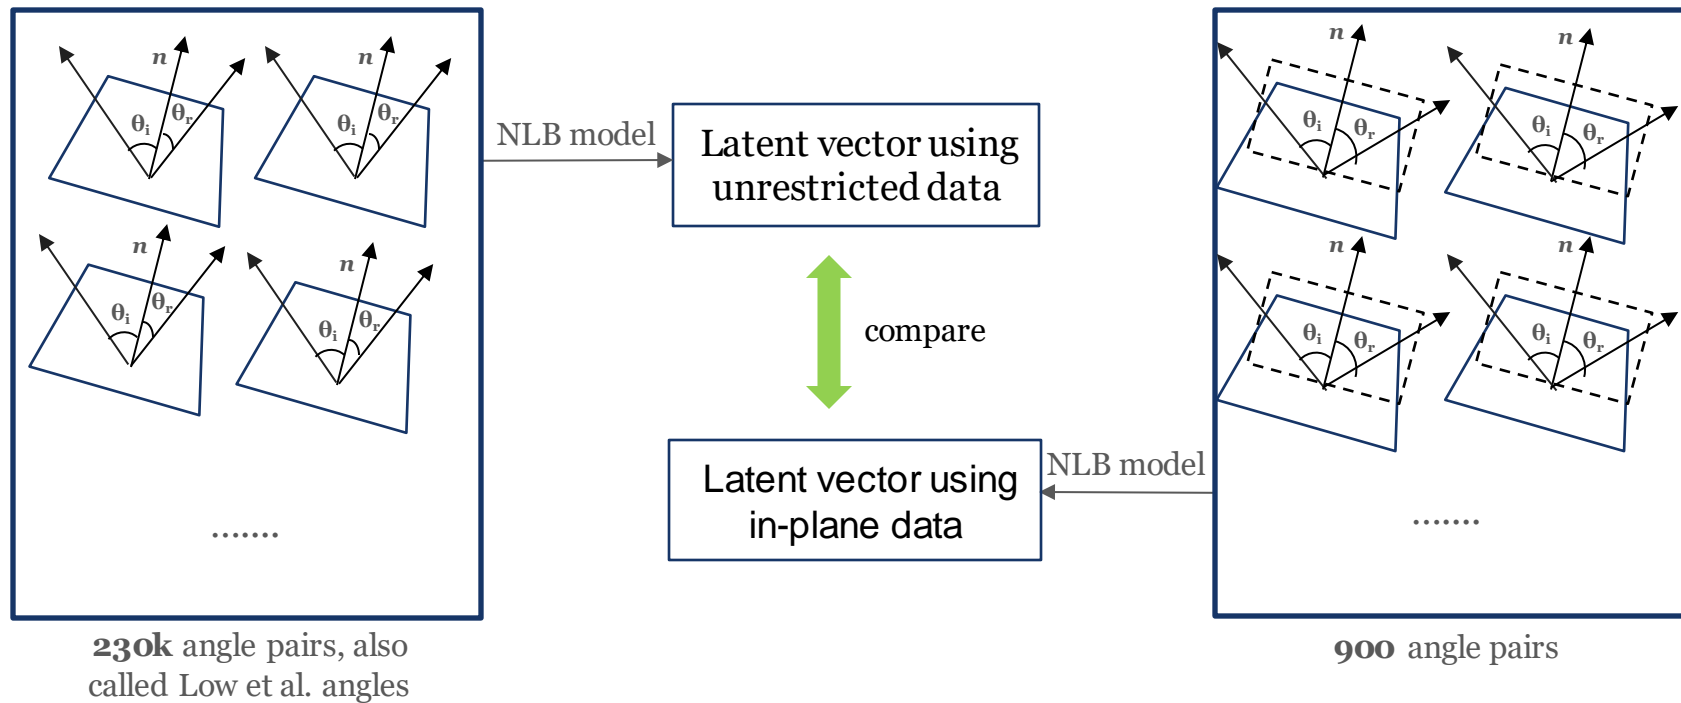 n
θi
θr
n
θi
θr
n
θi
θr
n
θi
θr
.......
230k angle pairs, also
called Low et al. angles
NLB model
Latent vector using
unrestricted data
compare
Latent vector using
in-plane data
NLB model
n
θi
θr
n
θi
θr
n
θi
θr
n
θi
θr
.......
900 angle pairs